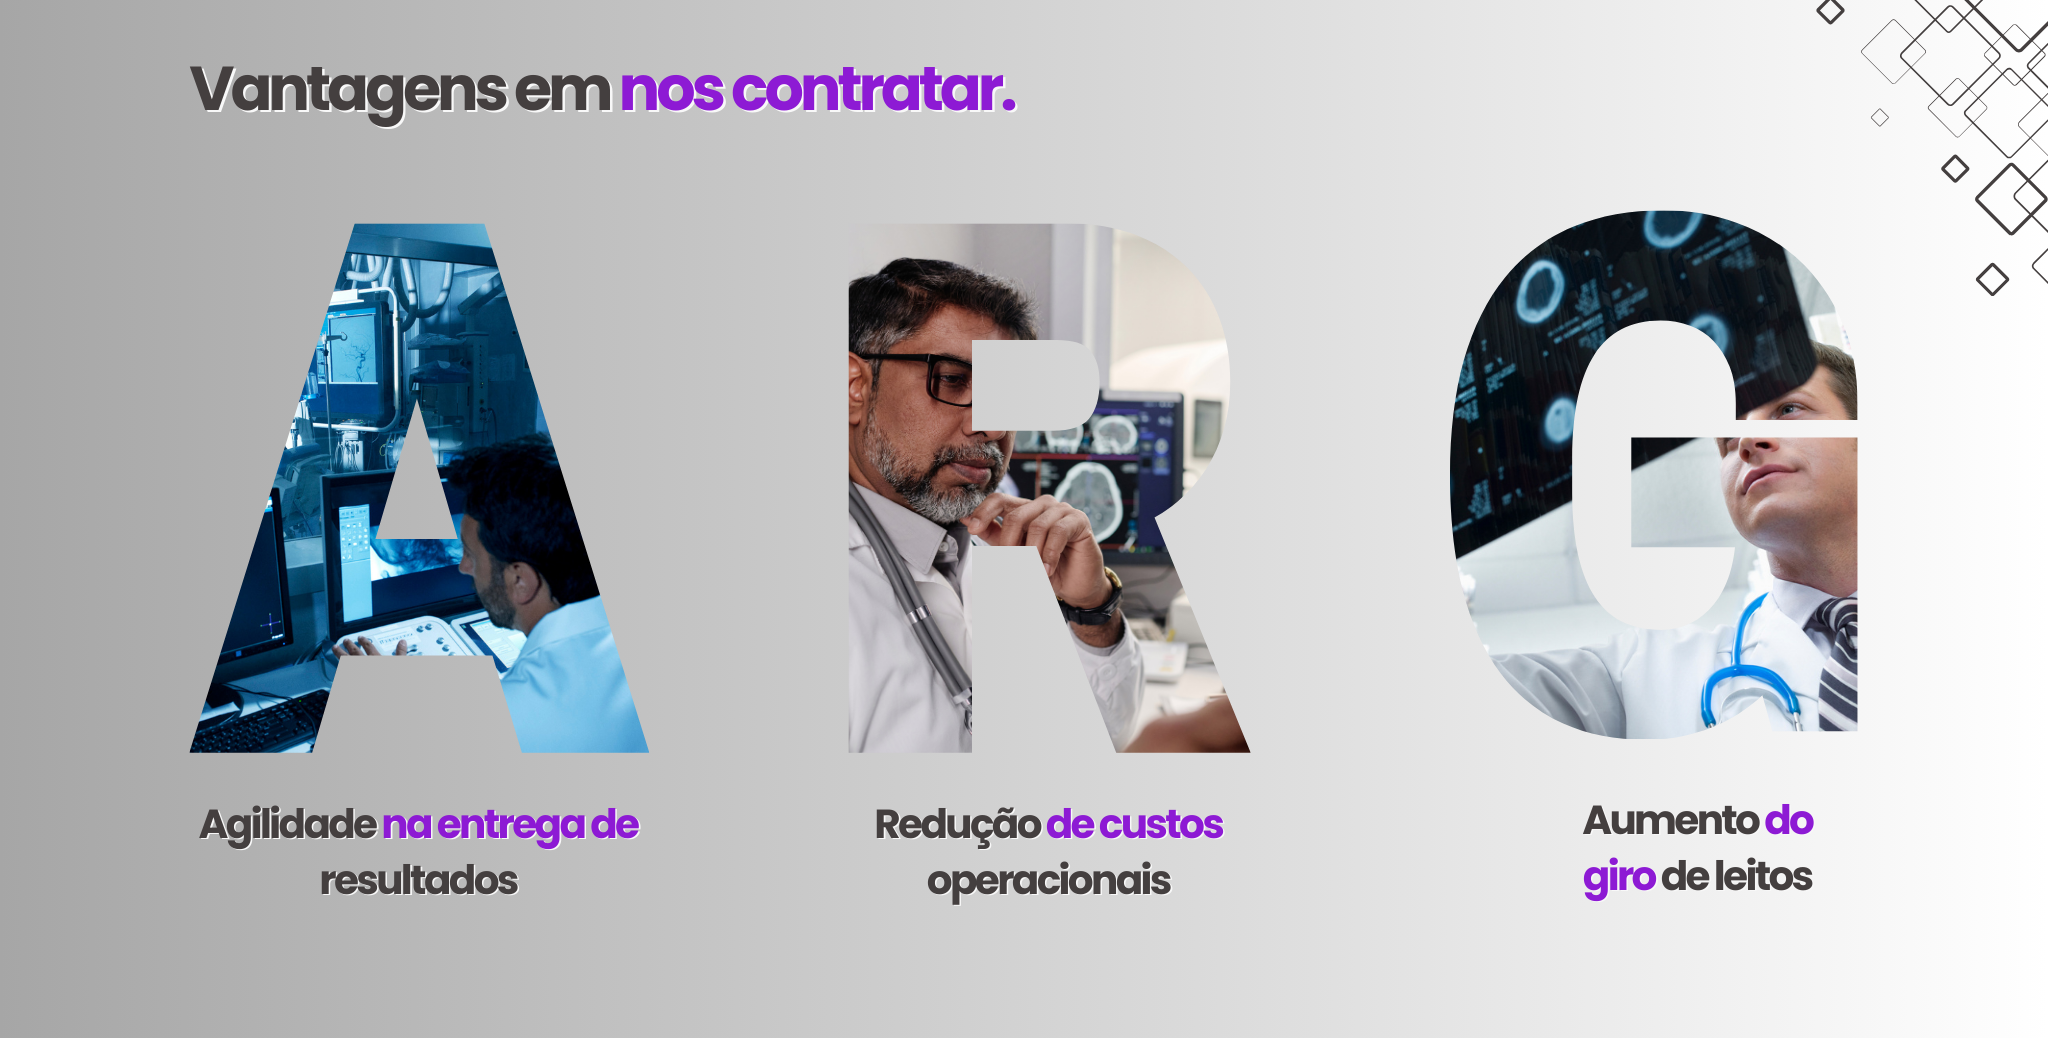 Vantagens em nos contratar.
A R G
Agilidade na entrega de
resultados
Redução de custos
operacionais
Aumento do
giro de leitos